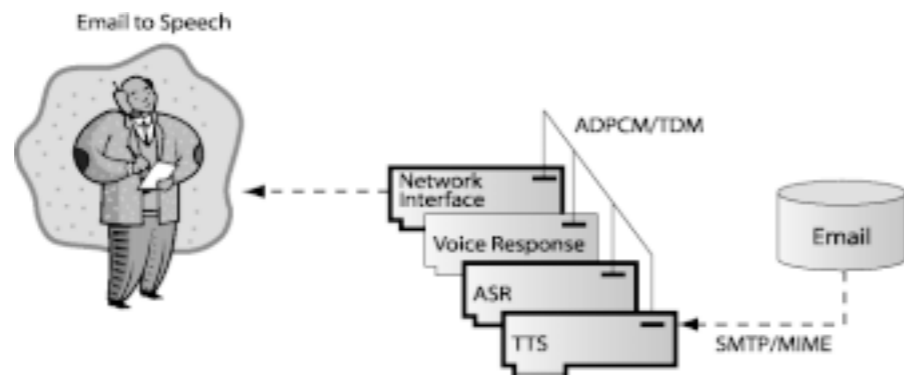 Email to Speech
ADPCM/TDM
Network
Interface
Voice Response
Email
ASR
TTS
SMTP/MIME